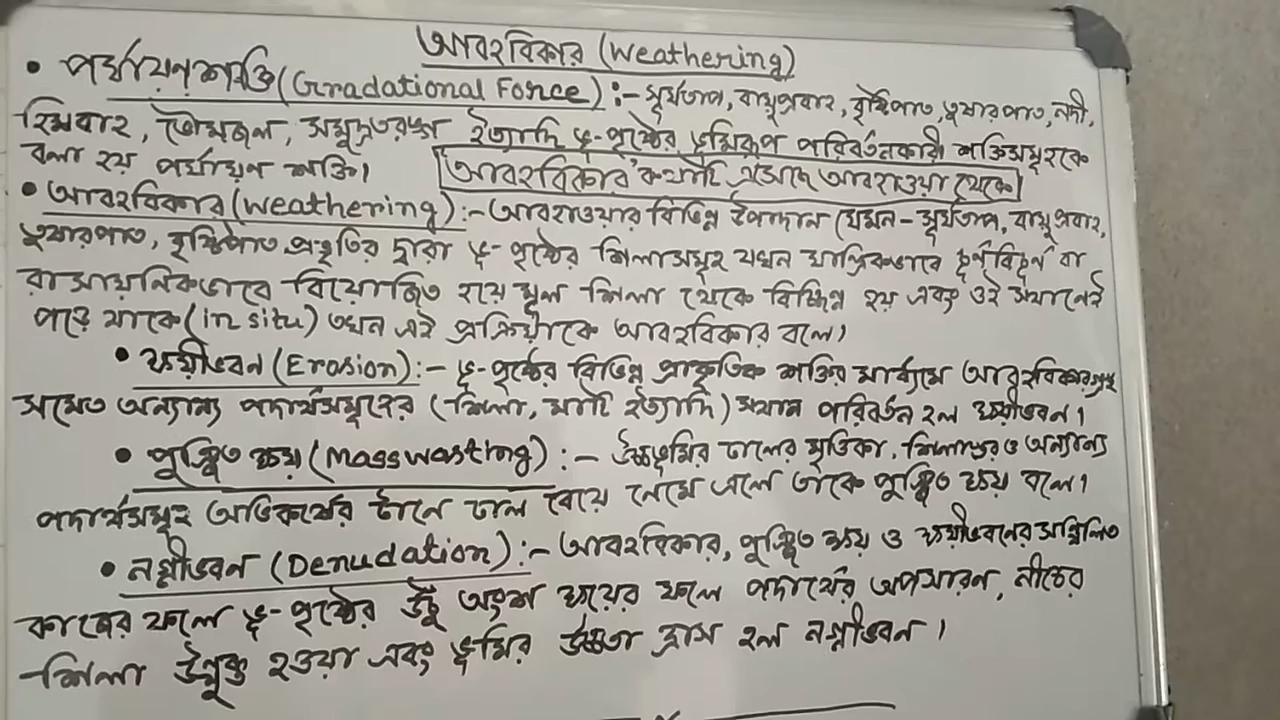 আবহবিকার (Weathering)
• পর্যায়ণ শক্তি (Gradational Force) :- সূর্যতাপ, বায়ুপ্রবাহ, বৃষ্টিপাত, তুষারপাত, নদী,
হিমবাহ, ভৌমজল, সমুদ্রতরঙ্গ ইত্যাদি ভূ-পৃষ্ঠের ভূমিরূপ পরিবর্তনকারী শক্তিসমূহকে
বলা হয় পর্যায়ণ শক্তি।
'আবহবিকার' কথাটি এসেছে আবহাওয়া থেকে।
• আবহবিকার (Weathering) :- আবহাওয়ার বিভিন্ন উপাদান যেমন- সূর্যতাপ, বায়ুপ্রবাহ,
তুষারপাত, বৃষ্টিপাত প্রভৃতির দ্বারা ভূ-পৃষ্ঠের শিলাসমূহ যখন যান্ত্রিকভাবে চূর্ণবিচূর্ণ বা
রাসায়নিকভাবে বিয়োজিত হয়ে মূল শিলা থেকে বিচ্ছিন্ন হয় এবং ওই স্থানেই
পড়ে থাকে (in situ) তখন এই প্রক্রিয়াকে আবহবিকার বলে।
• ক্ষয়ীভবন (Erosion) :- ভূ-পৃষ্ঠের বিভিন্ন প্রাকৃতিক শক্তির মাধ্যমে আবহবিকারগ্রস্থ
সমেত অন্যান্য পদার্থসমূহের (শিলা, মাটি ইত্যাদি) স্থান পরিবর্তন হল ক্ষয়ীভবন।
• পুঞ্জিত ক্ষয় (Mass wasting) :- উচ্চভূমির ঢালের মৃত্তিকা, শিলাস্তর ও অন্যান্য
পদার্থসমূহ অভিকর্ষের টানে ঢাল বেয়ে নেমে এলে তাকে পুঞ্জিত ক্ষয় বলে।
• নগ্নীভবন (Denudation) :- আবহবিকার, পুঞ্জিত ক্ষয় ও ক্ষয়ীভবনের সম্মিলিত
কাজের ফলে ভূ-পৃষ্ঠের উঁচু অংশ ক্ষয়ের ফলে পদার্থের অপসারন, নীচের
শিলা উন্মুক্ত হওয়া এবং ভূমির উচ্চতা হ্রাস হল নগ্নীভবন।